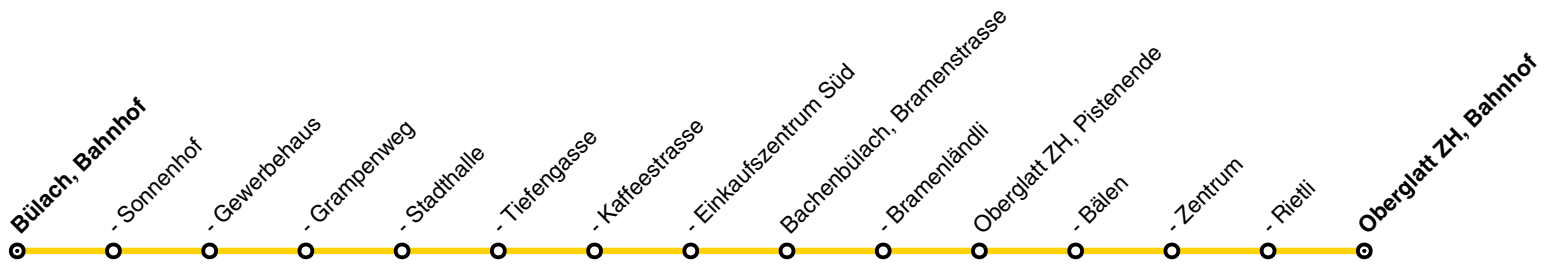 Bülach, Bahnhof
- Sonnenhof
- Gewerbehaus
- Grampenweg
- Stadthalle
- Tiefengasse
- Kaffeestrasse
- Einkaufszentrum Süd
Bachenbülach, Bramenstrasse
- Bramenländli
Oberglatt ZH, Pistenende
- Bälen
- Zentrum
- Rietli
Oberglatt ZH, Bahnhof